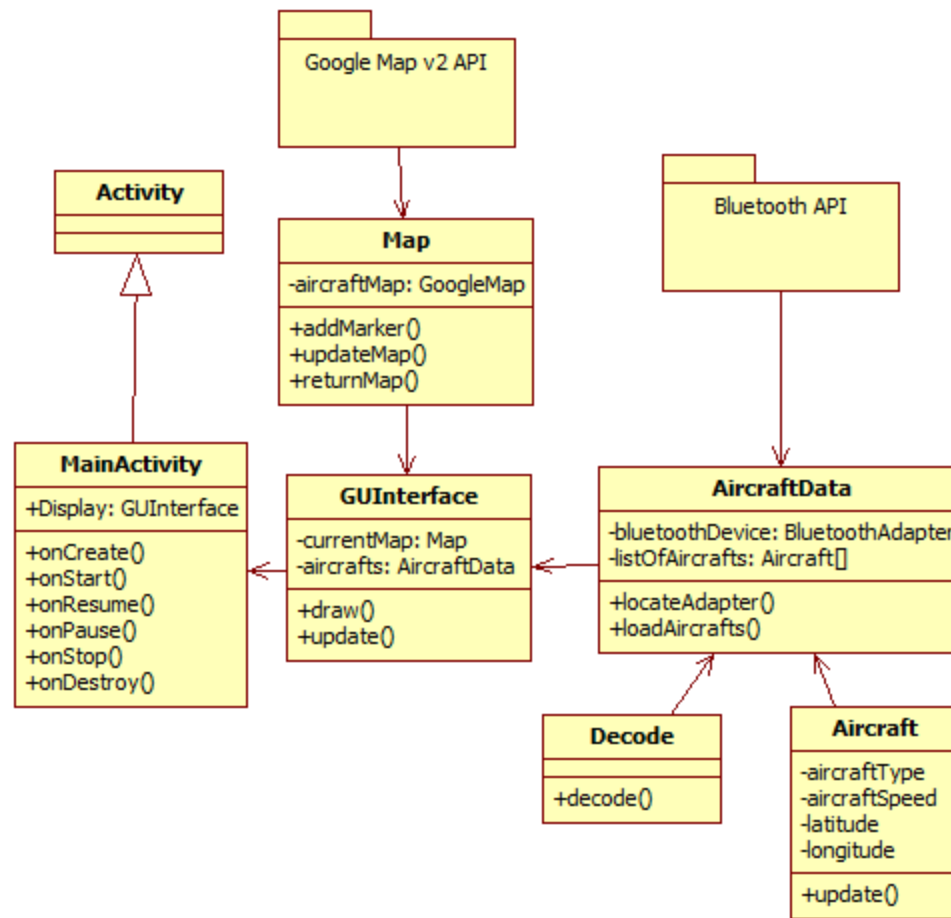 Google Map v2 API
Activity
Bluetooth API
Map
-aircraftMap: GoogleMap
+addMarker()
+updateMap()
+returnMap()
MainActivity
+Display: GUInterface
+onCreate()
+onStart()
+onResume()
+onPause()
+onStop()
+onDestroy()
GUInterface
-currentMap: Map
-aircrafts: AircraftData
+draw()
+update()
AircraftData
-bluetoothDevice: BluetoothAdapter
-listOfAircrafts: Aircraft[]
+locateAdapter()
+loadAircrafts()
Decode
+decode()
Aircraft
-aircraftType
-aircraftSpeed
-latitude
-longitude
+update()